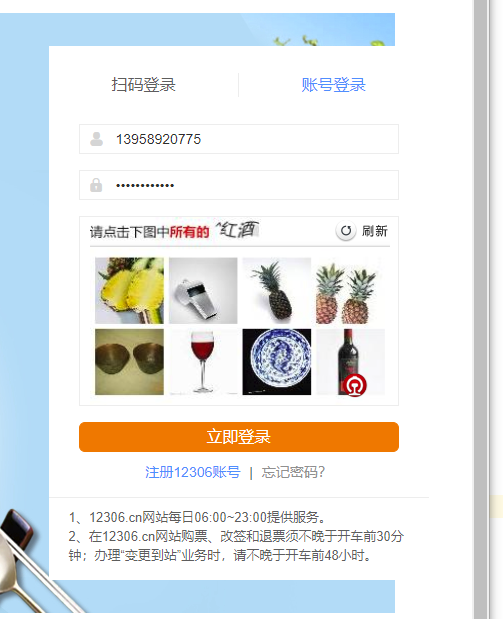 扫码登录
账号登录
13958920775
••••••••••••
请点击下图中所有的 红酒
刷新
立即登录
注册12306账号 | 忘记密码?
1、12306.cn网站每日06:00~23:00提供服务。
2、在12306.cn网站购票、改签和退票须不晚于开车前30分
钟；办理“变更到站”业务时，请不晚于开车前48小时。